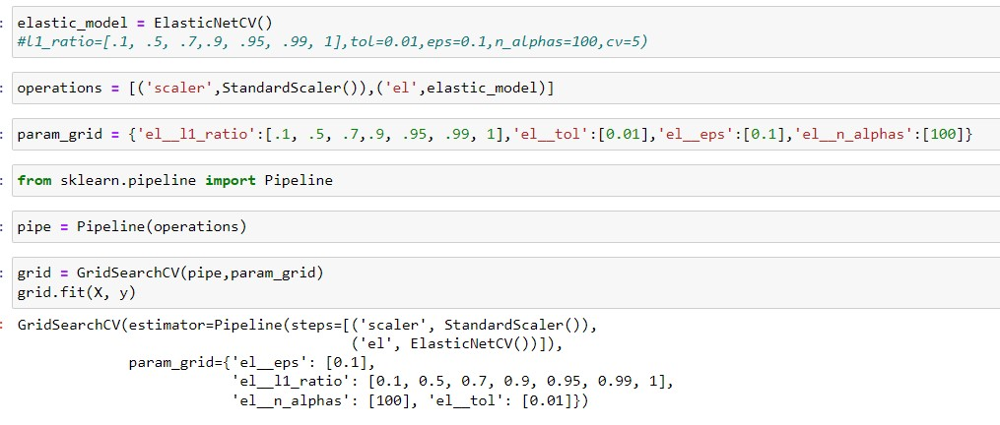 elastic_model = ElasticNetCV()
#l1_ratio=[.1, .5, .7,.9, .95, .99, 1],tol=0.01,eps=0.1,n_alphas=100,cv=5)
operations = [('scaler',StandardScaler()),('el',elastic_model)]
param_grid = {'el__l1_ratio':[.1, .5, .7,.9, .95, .99, 1],'el__tol':[0.01],'el__eps':[0.1],'el__n_alphas':[100]}
from sklearn.pipeline import Pipeline
pipe = Pipeline(operations)
grid = GridSearchCV(pipe,param_grid)
grid.fit(X, y)
GridSearchCV(estimator=Pipeline(steps=[('scaler', StandardScaler()),
('el', ElasticNetCV())]),
param_grid={'el__eps': [0.1],
'el__l1_ratio': [0.1, 0.5, 0.7, 0.9, 0.95, 0.99, 1],
'el__n_alphas': [100], 'el__tol': [0.01]})